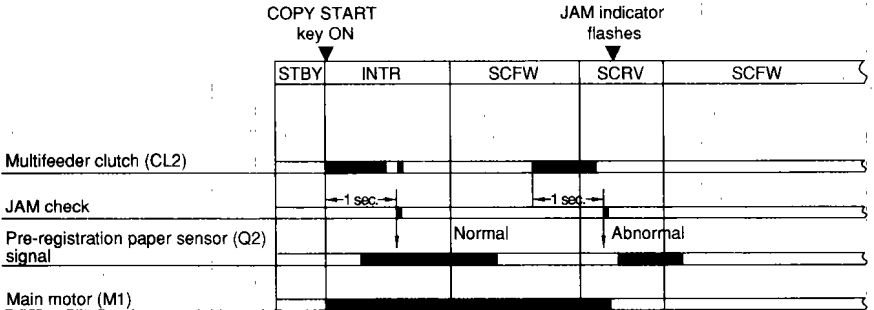 COPY START
key ON
JAM indicator
flashes
STBY INTR SCFW SCRV SCFW
Multifeeder clutch (CL2)
1 sec. 1 sec.
JAM check
Normal Abnormal
Pre-registration paper sensor (Q2)
signal
Main motor (M1)